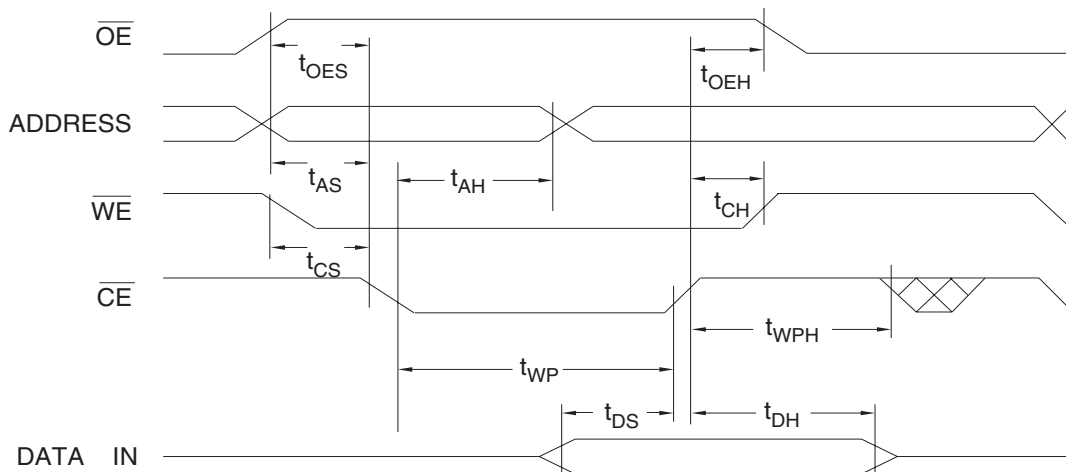 OE
tOES
tOEH
ADDRESS
tAS
tAH
tCH
WE
tCS
CE
tWPH
tWP
tDS
tDH
DATA IN